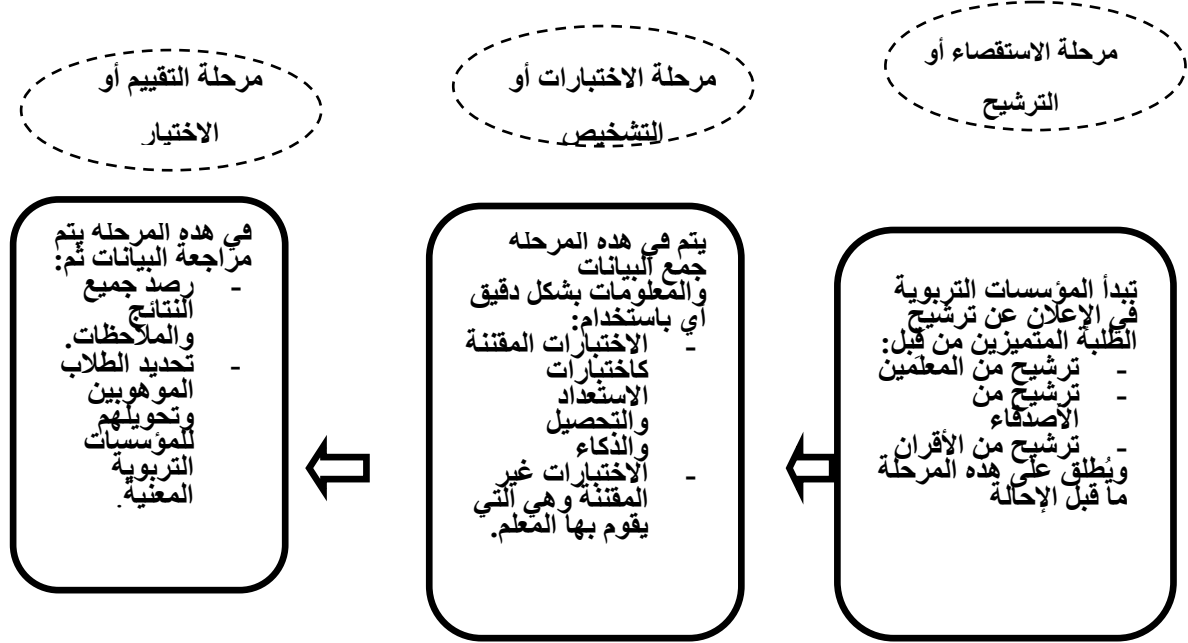 مرحلة الاستقصاء أو
الترشيح
تبدأ المؤسسات التربوية
في الإعلان عن ترشيح
الطلبة المتميزين من قبل:
- ترشيح من المعلمين
- ترشيح من
الأصدقاء
- ترشيح من الأقران
ويُطلق على هذه المرحلة
ما قبل الإحالة
مرحلة الاختبارات أو
التشخيص
يتم في هذه المرحلة
جمع البيانات
والمعلومات بشكل دقيق
أي باستخدام:
- الاختبارات المقننة
كاختبارات
الاستعداد
والتحصيل
والذكاء
- الاختبارات غير
المقننة وهي التي
يقوم بها المعلم.
مرحلة التقييم أو
الاختيار
في هذه المرحلة يتم
مراجعة البيانات ثم:
- رصد جميع
النتائج
والملاحظات.
- تحديد الطلاب
الموهوبين
وتحويلهم
للمؤسسات
التربوية
المعنية.